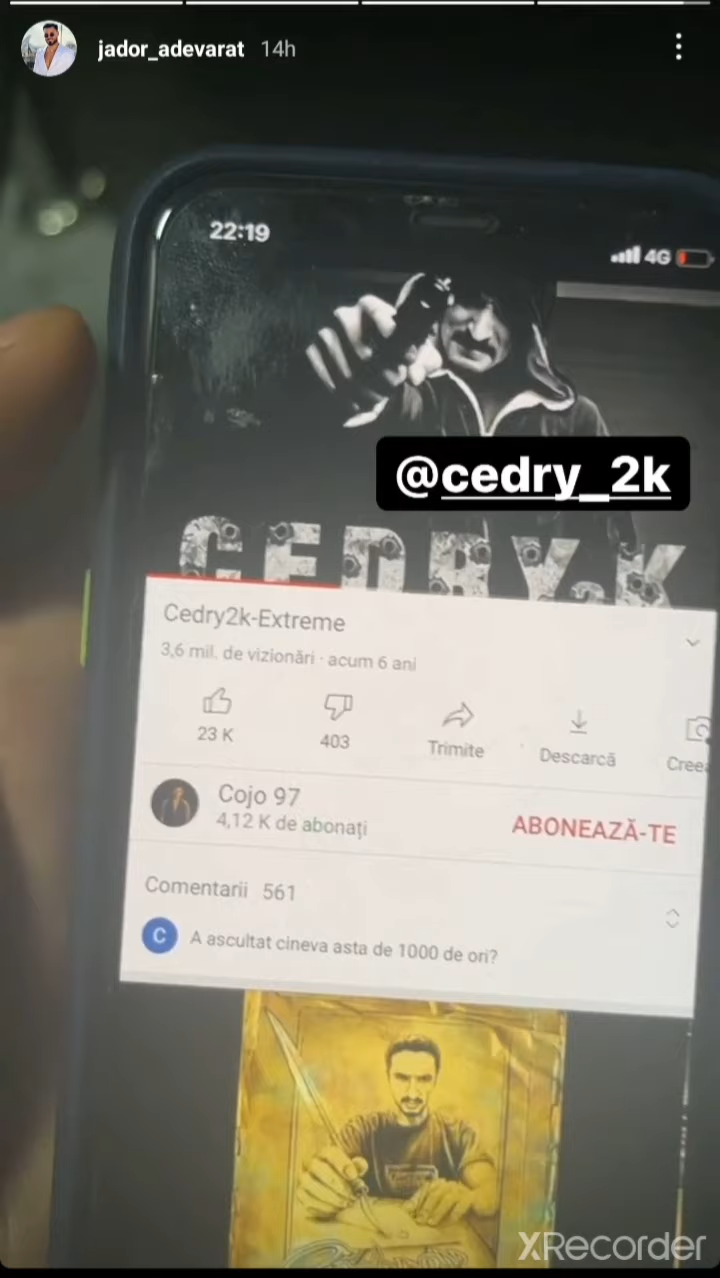 jador_adevarat 14h
22:19
4G
@cedry_2k
CEDRY2K
Cedry2k-Extreme
3,6 mil. de vizionări · acum 6 ani
23 K
403
Trimite
Descarcă
Cojo 97
4,12 K de abonați
ABONEAZĂ-TE
Comentarii 561
C
A ascultat cineva asta de 1000 de ori?
XRecorder